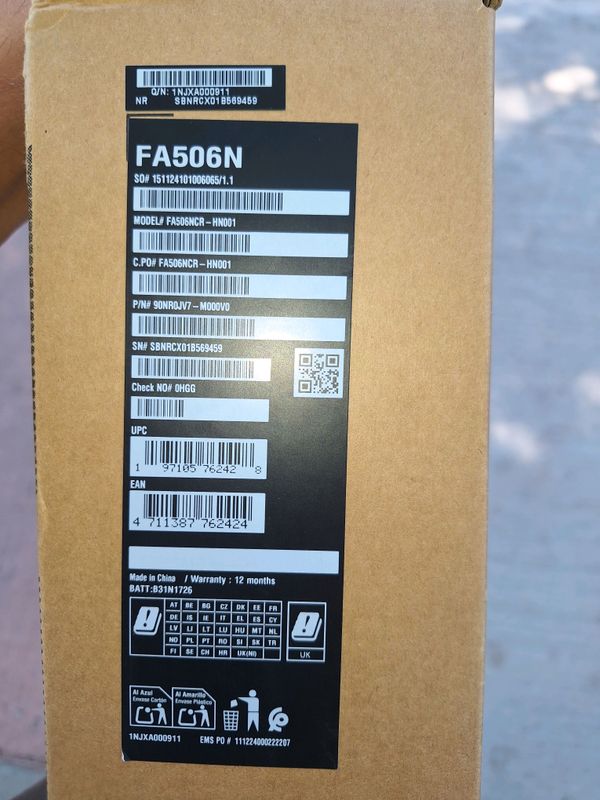 Q/N: 1NJXA000911
NR SBNRCX01B569459
FA506N
SO# 151124101006065/1.1
MODEL# FA506NCR-HN001
C.PO# FA506NCR-HN001
P/N# 90NR0JV7-M000V0
SN# SBNRCX01B569459
Check NO# 0HGG
UPC
1 97105 76242 8
EAN
4 711387 762424
Made in China / Warranty : 12 months
BATT:B31N1726
AT BE BG CZ DK EE FR
DE IS IE IT EL ES CY
LV LI LT LU HU MT NL
NO PL PT RO SI SK TR
FI SE CH HR UK(NI)
UK
Al Azul
Envase Cartón
Al Amarillo
Envase Plástico
1NJXA000911 EMS PO # 111224000222207